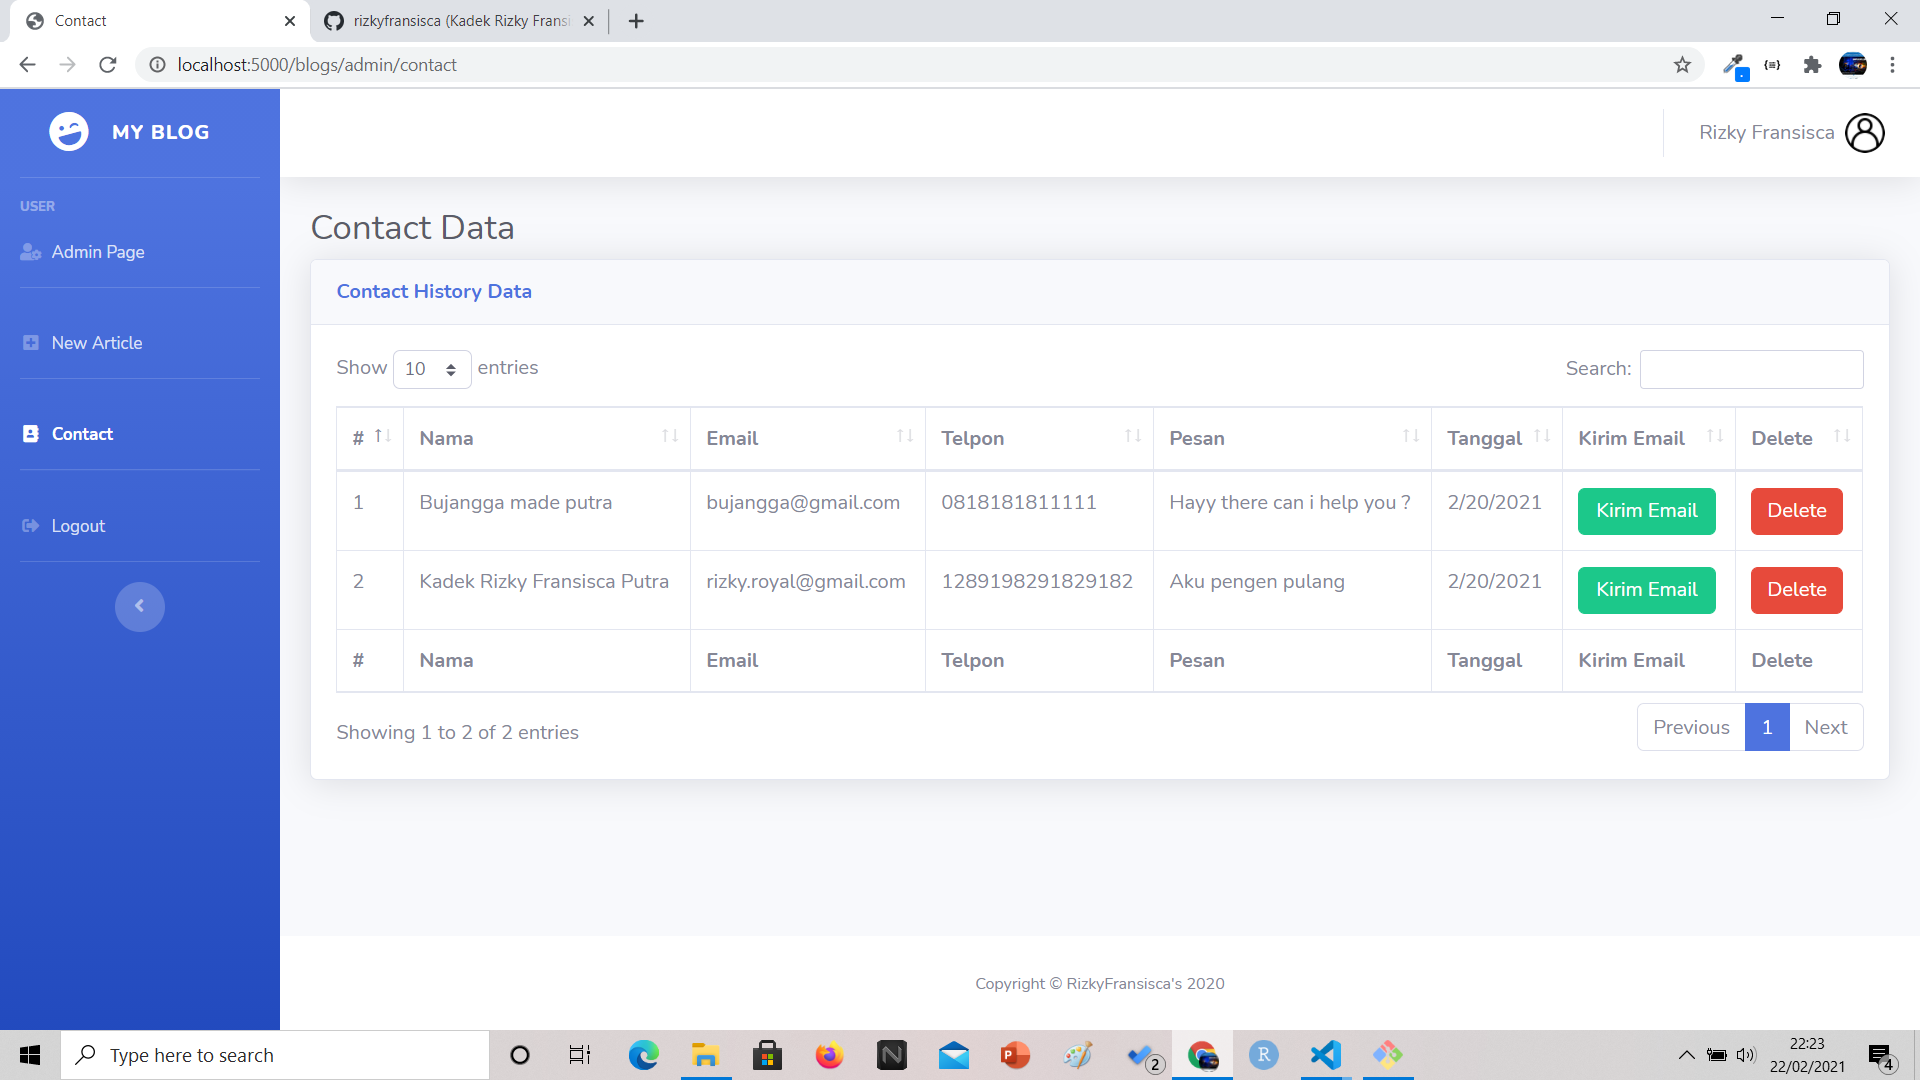 Contact
rizkyfransisca (Kadek Rizky Fransi
localhost:5000/blogs/admin/contact
MY BLOG
Rizky Fransisca
USER
Admin Page
New Article
Contact
Logout
Contact Data
Contact History Data
Show 10 entries
Search:
# Nama Email Telpon Pesan Tanggal Kirim Email Delete
1 Bujangga made putra bujangga@gmail.com 0818181811111 Hayy there can i help you ? 2/20/2021 Kirim Email Delete
2 Kadek Rizky Fransisca Putra rizky.royal@gmail.com 1289198291829182 Aku pengen pulang 2/20/2021 Kirim Email Delete
# Nama Email Telpon Pesan Tanggal Kirim Email Delete
Showing 1 to 2 of 2 entries
Previous 1 Next
Copyright © RizkyFransisca's 2020
Type here to search
2
22:23
22/02/2021
4